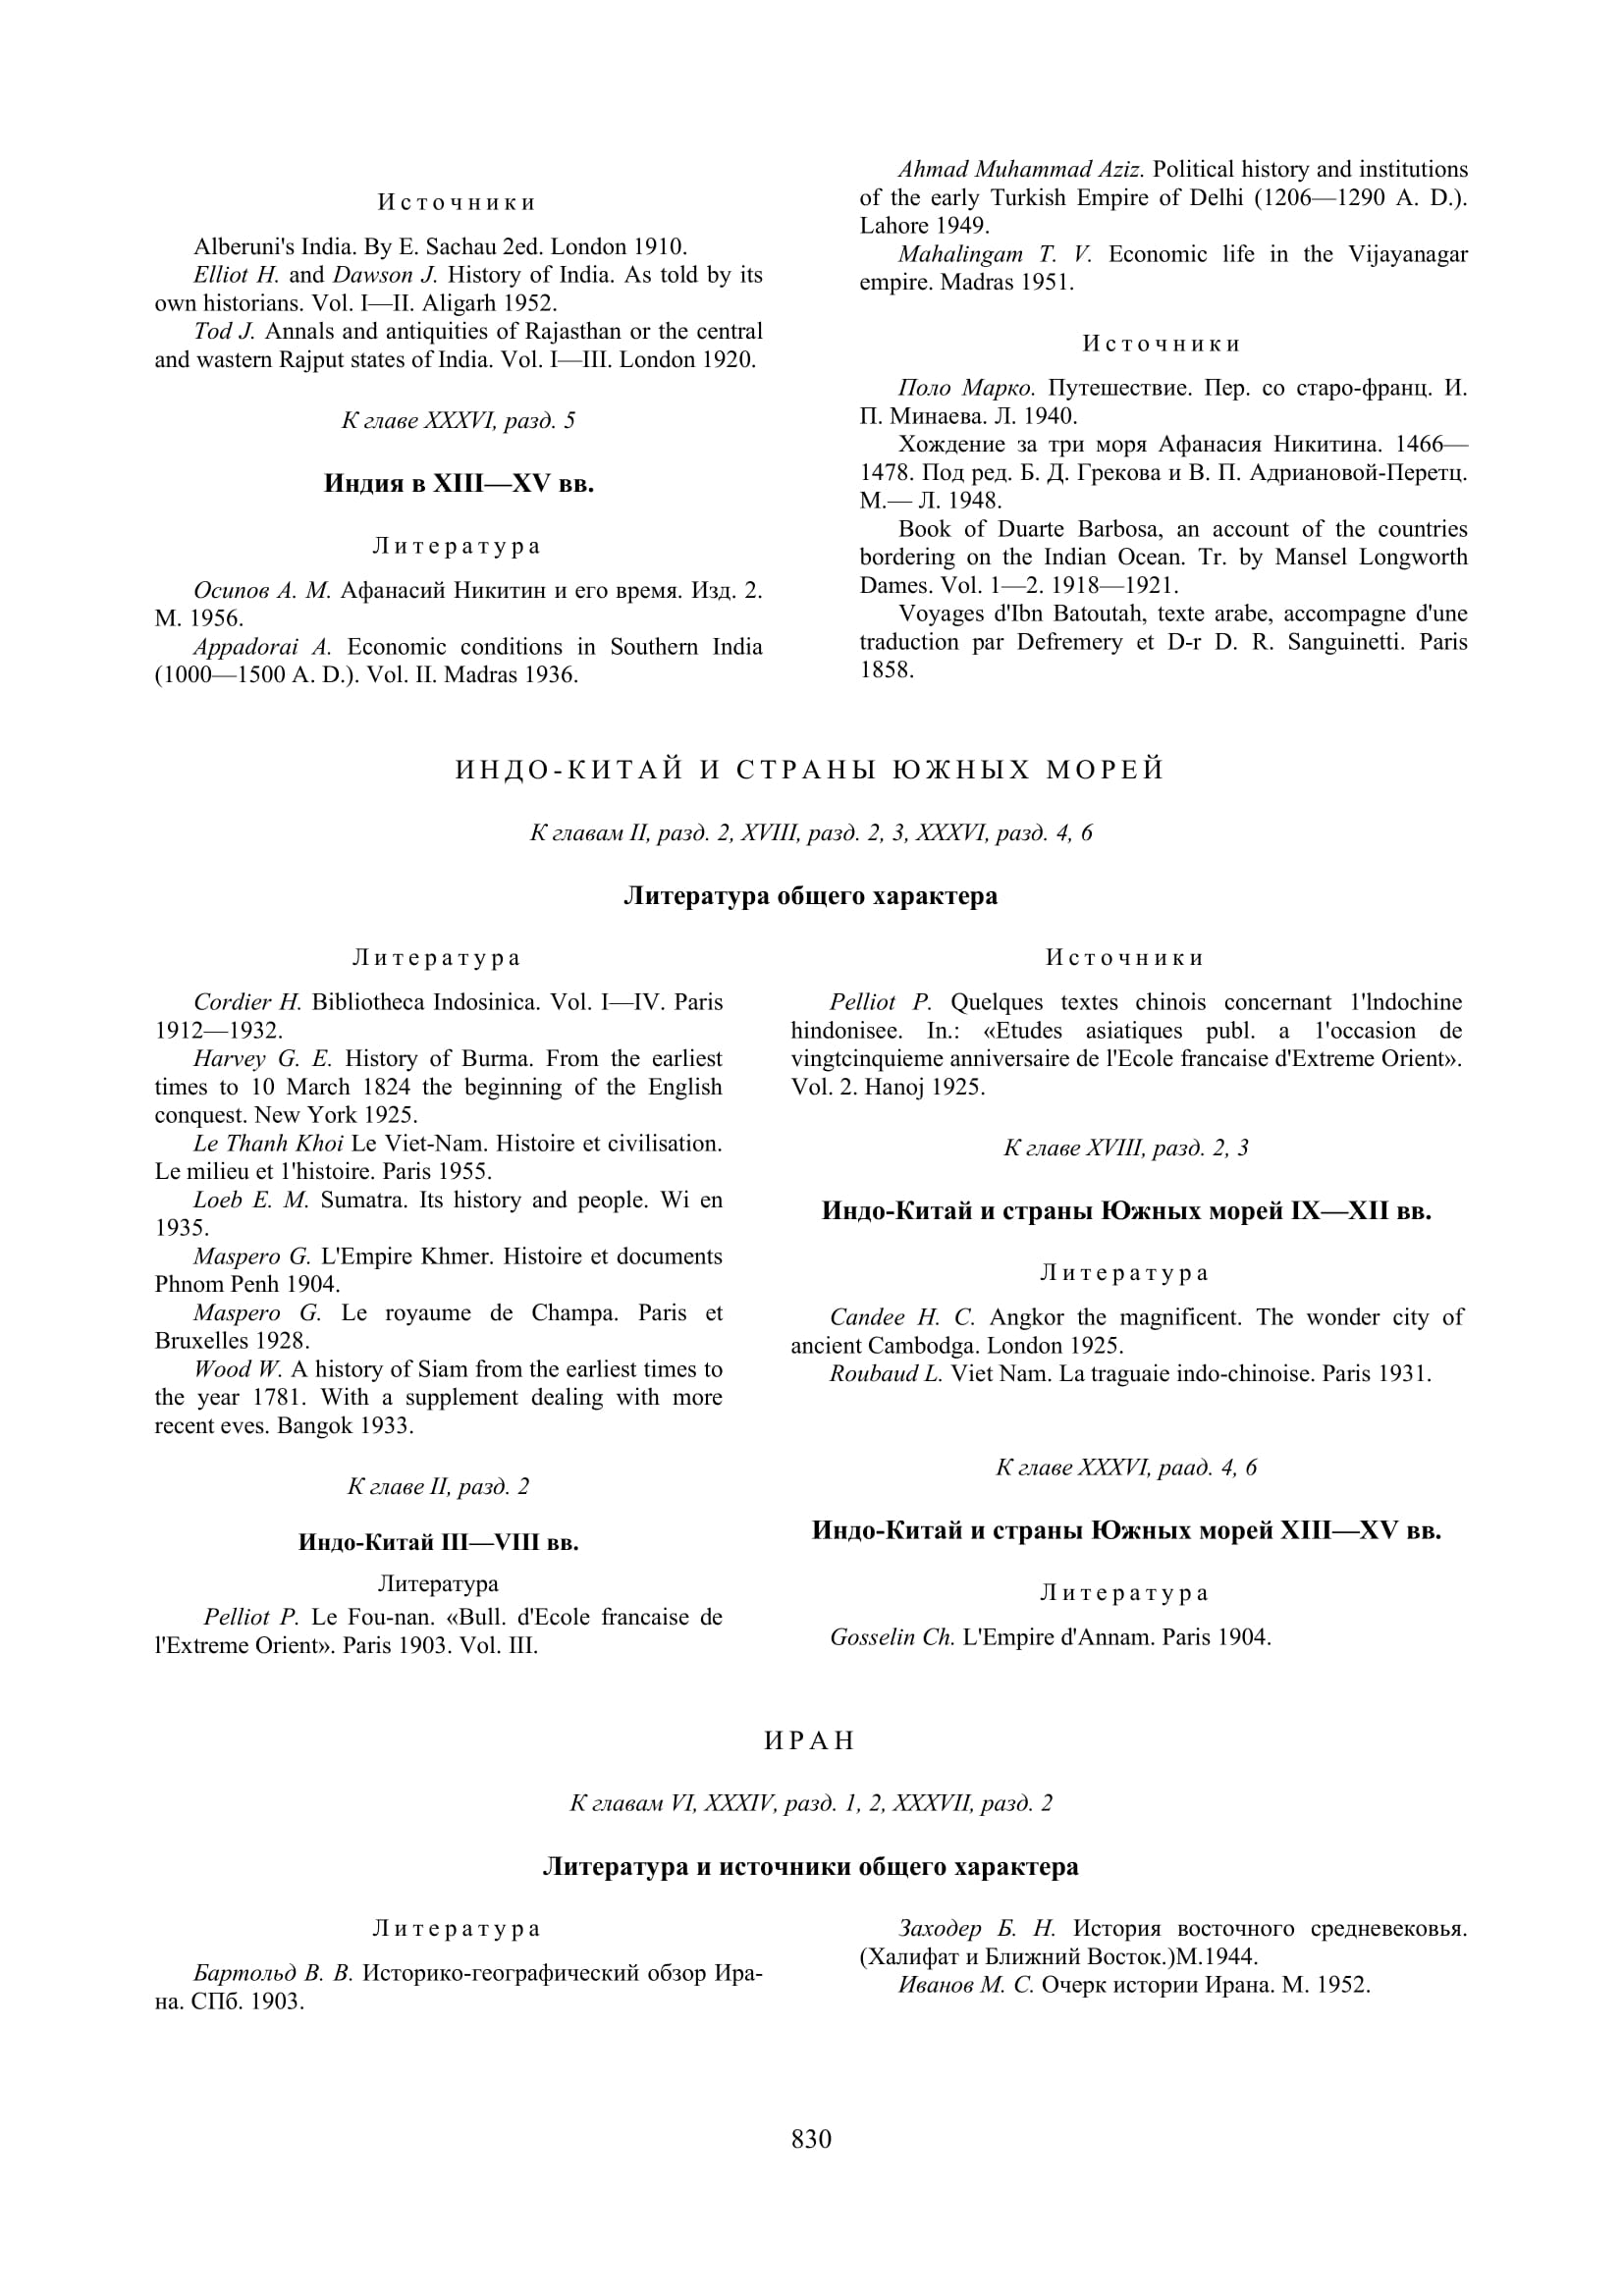 Источники
Alberuni's India. By E. Sachau 2ed. London 1910.
Elliot H. and Dawson J. History of India. As told by its
own historians. Vol. I—II. Aligarh 1952.
Tod J. Annals and antiquities of Rajasthan or the central
and wastern Rajput states of India. Vol. I—III. London 1920.
К главе XXXVI, разд. 5
Индия в XIII—XV вв.
Литература
Осипов А. М. Афанасий Никитин и его время. Изд. 2.
М. 1956.
Appadorai A. Economic conditions in Southern India
(1000—1500 A. D.). Vol. II. Madras 1936.
Ahmad Muhammad Aziz. Political history and institutions
of the early Turkish Empire of Delhi (1206—1290 A. D.).
Lahore 1949.
Mahalingam T. V. Economic life in the Vijayanagar
empire. Madras 1951.
Источники
Поло Марко. Путешествие. Пер. со старо-франц. И.
П. Минаева. Л. 1940.
Хождение за три моря Афанасия Никитина. 1466—
1478. Под ред. Б. Д. Грекова и В. П. Адриановой-Перетц.
М.— Л. 1948.
Book of Duarte Barbosa, an account of the countries
bordering on the Indian Ocean. Tr. by Mansel Longworth
Dames. Vol. 1—2. 1918—1921.
Voyages d'Ibn Batoutah, texte arabe, accompagne d'une
traduction par Defremery et D-r D. R. Sanguinetti. Paris
1858.
ИНДО-КИТАЙ И СТРАНЫ ЮЖНЫХ МОРЕЙ
К главам II, разд. 2, XVIII, разд. 2, 3, XXXVI, разд. 4, 6
Литература общего характера
Литература
Cordier H. Bibliotheca Indosinica. Vol. I—IV. Paris
1912—1932.
Harvey G. E. History of Burma. From the earliest
times to 10 March 1824 the beginning of the English
conquest. New York 1925.
Le Thanh Khoi Le Viet-Nam. Histoire et civilisation.
Le milieu et 1'histoire. Paris 1955.
Loeb E. M. Sumatra. Its history and people. Wi en
1935.
Maspero G. L'Empire Khmer. Histoire et documents
Phnom Penh 1904.
Maspero G. Le royaume de Champa. Paris et
Bruxelles 1928.
Wood W. A history of Siam from the earliest times to
the year 1781. With a supplement dealing with more
recent eves. Bangok 1933.
К главе II, разд. 2
Индо-Китай III—VIII вв.
Литература
Pelliot P. Le Fou-nan. «Bull. d'Ecole francaise de
l'Extreme Orient». Paris 1903. Vol. III.
Источники
Pelliot P. Quelques textes chinois concernant 1'lndochine
hindonisee. In.: «Etudes asiatiques publ. a 1'occasion de
vingtcinquieme anniversaire de l'Ecole francaise d'Extreme Orient».
Vol. 2. Hanoj 1925.
К главе XVIII, разд. 2, 3
Индо-Китай и страны Южных морей IX—XII вв.
Литература
Candee H. C. Angkor the magnificent. The wonder city of
ancient Cambodga. London 1925.
Roubaud L. Viet Nam. La traguaie indo-chinoise. Paris 1931.
К главе XXXVI, раад. 4, 6
Индо-Китай и страны Южных морей XIII—XV вв.
Литература
Gosselin Ch. L'Empire d'Annam. Paris 1904.
ИРАН
К главам VI, XXXIV, разд. 1, 2, XXXVII, разд. 2
Литература и источники общего характера
Литература
Бартольд В. В. Историко-географический обзор Ира-
на. СПб. 1903.
Заходер Б. Н. История восточного средневековья.
(Халифат и Ближний Восток.)М.1944.
Иванов М. С. Очерк истории Ирана. М. 1952.
830